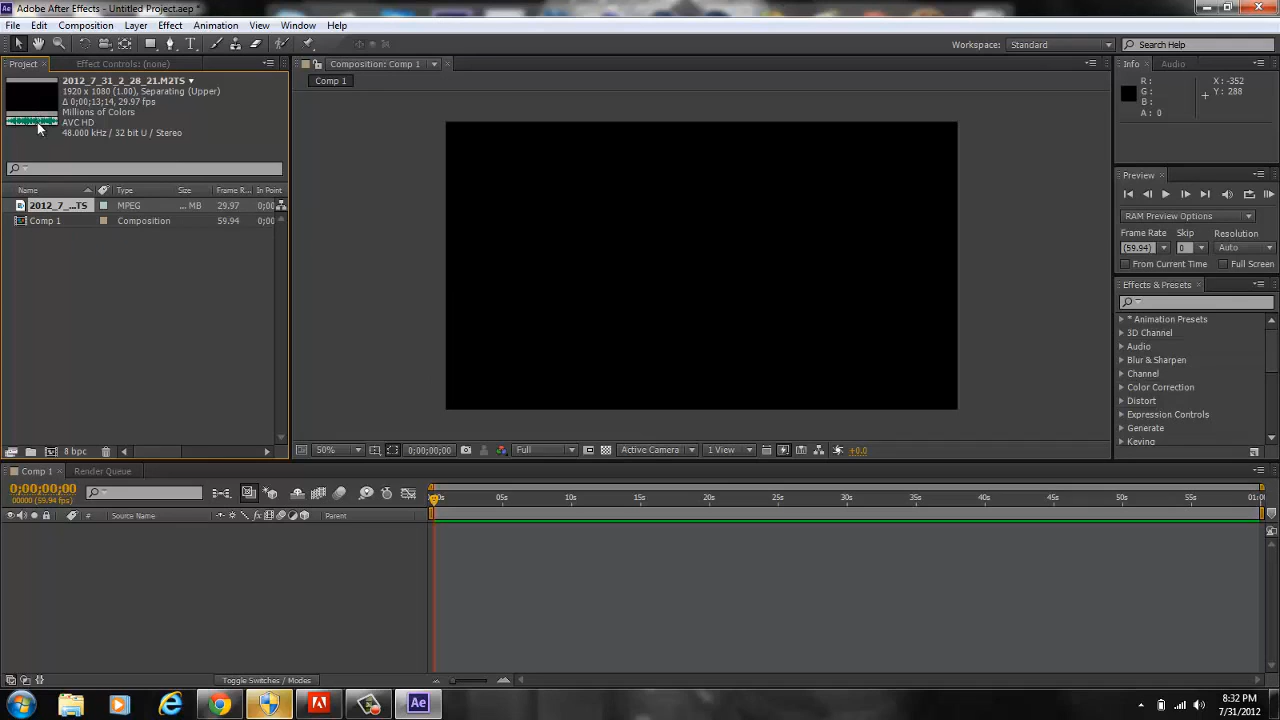 Adobe After Effects - Untitled Project.aep *
File Edit Composition Layer Effect Animation View Window Help
Workspace: Standard Search Help
Project Effect Controls: (none) Composition: Comp 1 Info Audio
2012_7_31_2_28_21.M2TS
1920 x 1080 (1.00), Separating (Upper)
Δ 0;00;13;14, 29.97 fps
Millions of Colors
AVC HD
48.000 kHz / 32 bit U / Stereo
Comp 1
R :
G :
B :
A : 0
X : -352
Y : 288
Preview
RAM Preview Options
Frame Rate Skip Resolution
(59.94) 0 Auto
From Current Time Full Screen
Name Type Size Frame R... In Point
2012_7_...TS MPEG ... MB 29.97 0;00
Comp 1 Composition 59.94 0;00
Effects & Presets
* Animation Presets
3D Channel
Audio
Blur & Sharpen
Channel
Color Correction
Distort
Expression Controls
Generate
Keying
8 bpc
50% 0;00;00;00 Full Active Camera 1 View +0.0
Comp 1 Render Queue
0;00;00;00
00000 (59.94 fps)
05s 10s 15s 20s 25s 30s 35s 40s 45s 50s 55s
# Source Name Parent
Toggle Switches / Modes
Ae
8:32 PM
7/31/2012